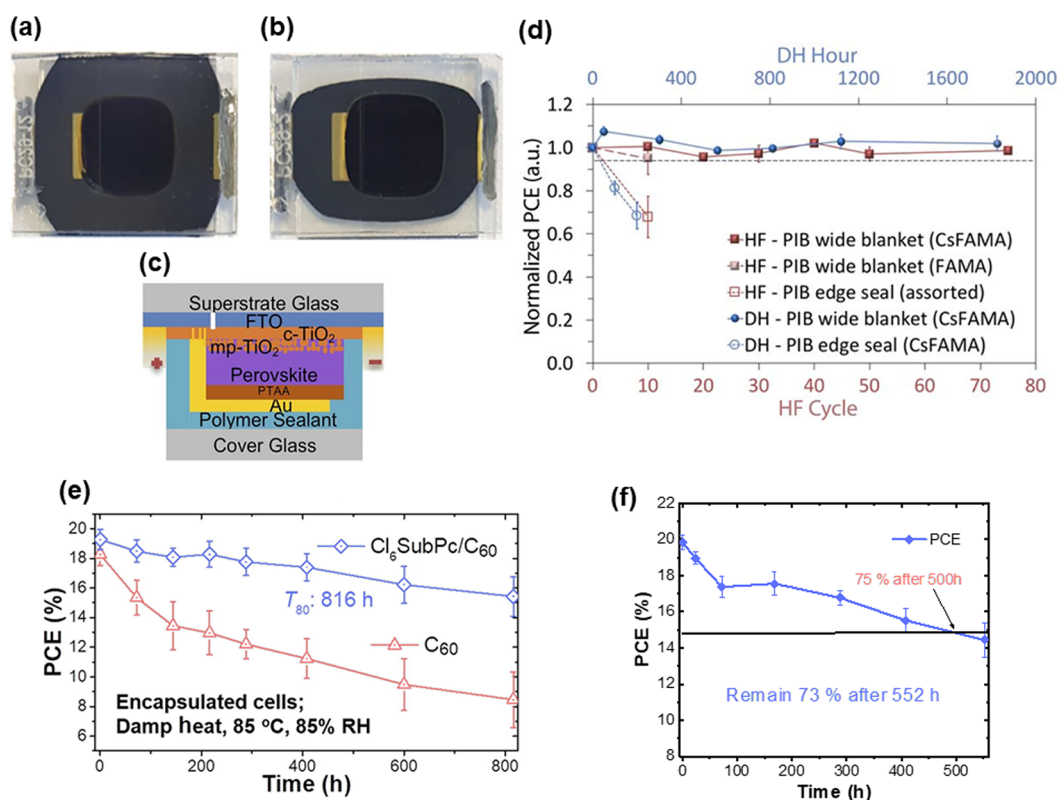 (a)
(b)
(c)
Superstrate Glass
FTO
c-TiO₂
mp-TiO₂
Perovskite
PTAA
Au
Polymer Sealant
Cover Glass
+
−
(d)
DH Hour
0 400 800 1200 1600 2000
Normalized PCE (a.u.)
1.2
1.0
0.8
0.6
0.4
0.2
0.0
HF - PIB wide blanket (CsFAMA)
HF - PIB wide blanket (FAMA)
HF - PIB edge seal (assorted)
DH - PIB wide blanket (CsFAMA)
DH - PIB edge seal (CsFAMA)
0 10 20 30 40 50 60 70 80
HF Cycle
(e)
PCE (%)
20
18
16
14
12
10
8
6
Cl₆SubPc/C₆₀
T₈₀: 816 h
C₆₀
Encapsulated cells;
Damp heat, 85 °C, 85% RH
0 200 400 600 800
Time (h)
(f)
PCE (%)
22
20
18
16
14
12
10
8
PCE
75 % after 500h
Remain 73 % after 552 h
0 100 200 300 400 500
Time (h)